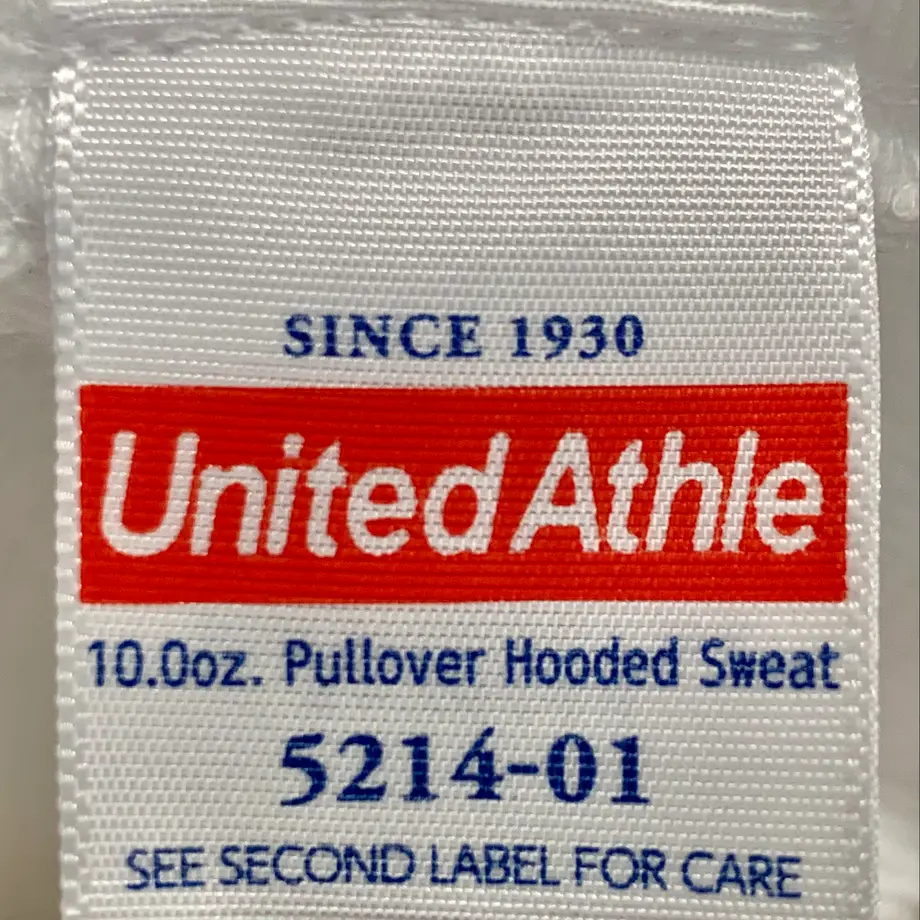 SINCE 1930
United Athle
10.0oz. Pullover Hooded Sweat
5214-01
SEE SECOND LABEL FOR CARE